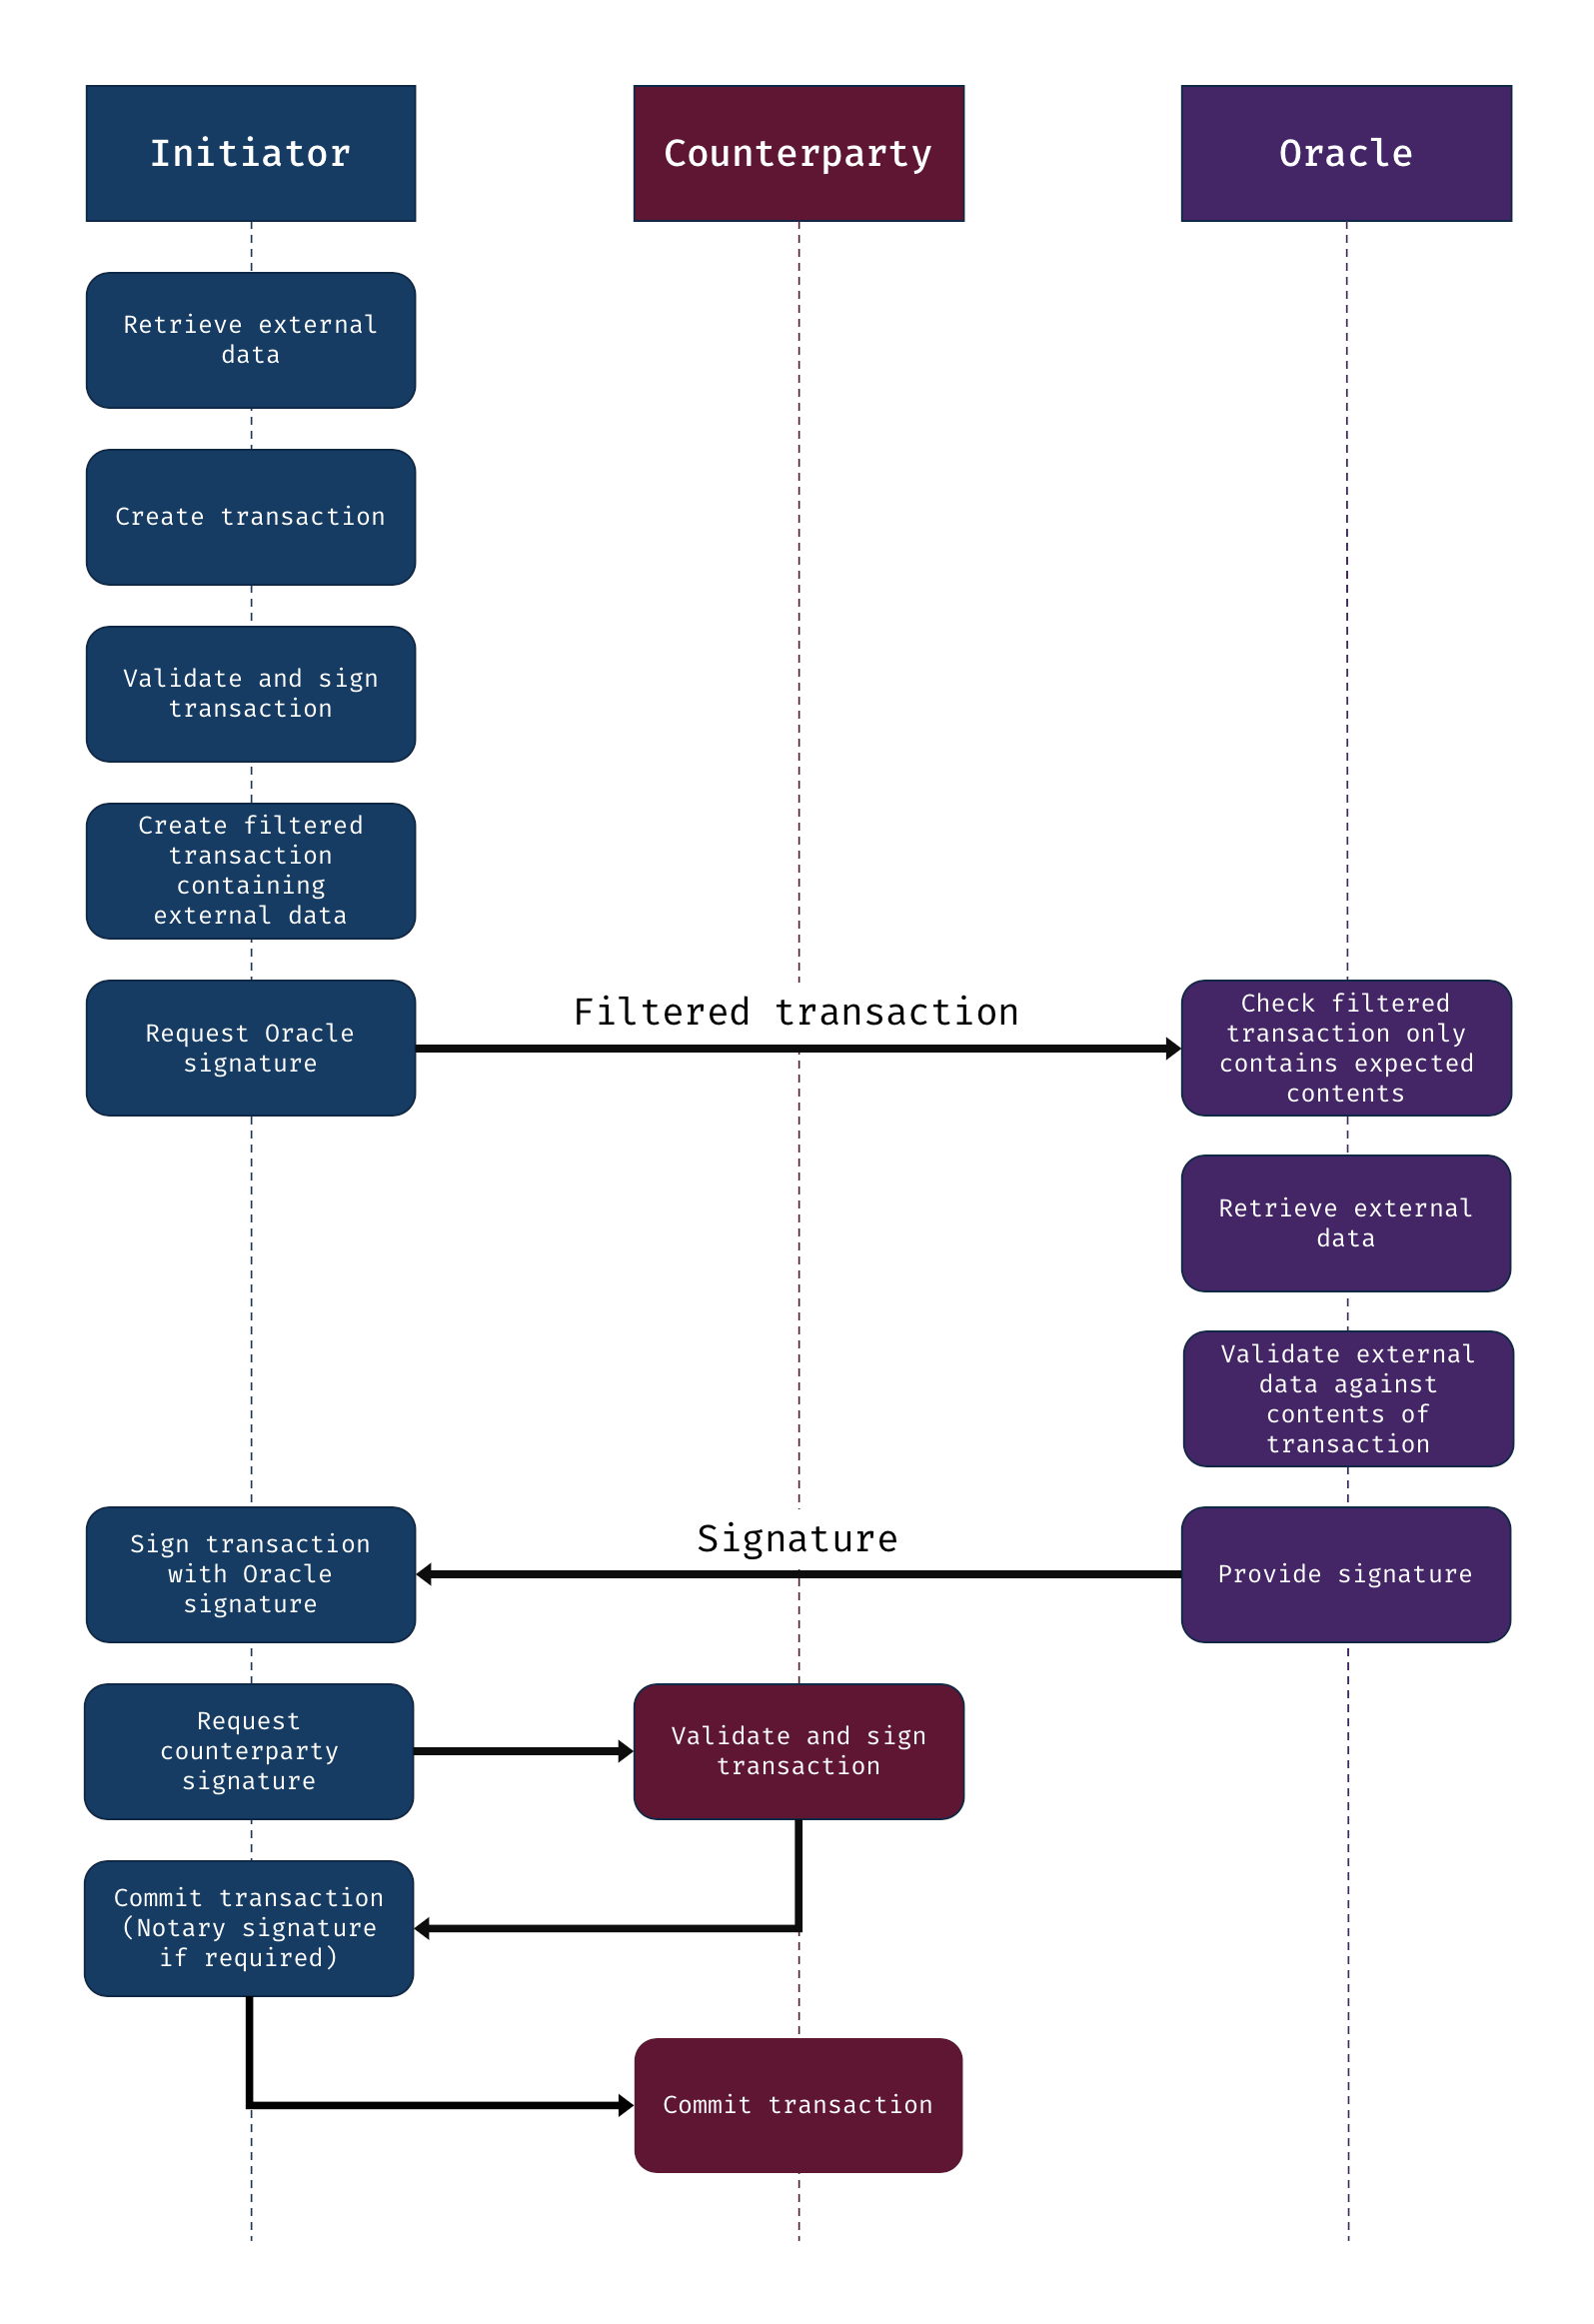 Initiator
Counterparty
Oracle
Retrieve external
data
Create transaction
Validate and sign
transaction
Create filtered
transaction
containing
external data
Request Oracle
signature
Filtered transaction
Check filtered
transaction only
contains expected
contents
Retrieve external
data
Validate external
data against
contents of
transaction
Provide signature
Signature
Sign transaction
with Oracle
signature
Request
counterparty
signature
Validate and sign
transaction
Commit transaction
(Notary signature
if required)
Commit transaction